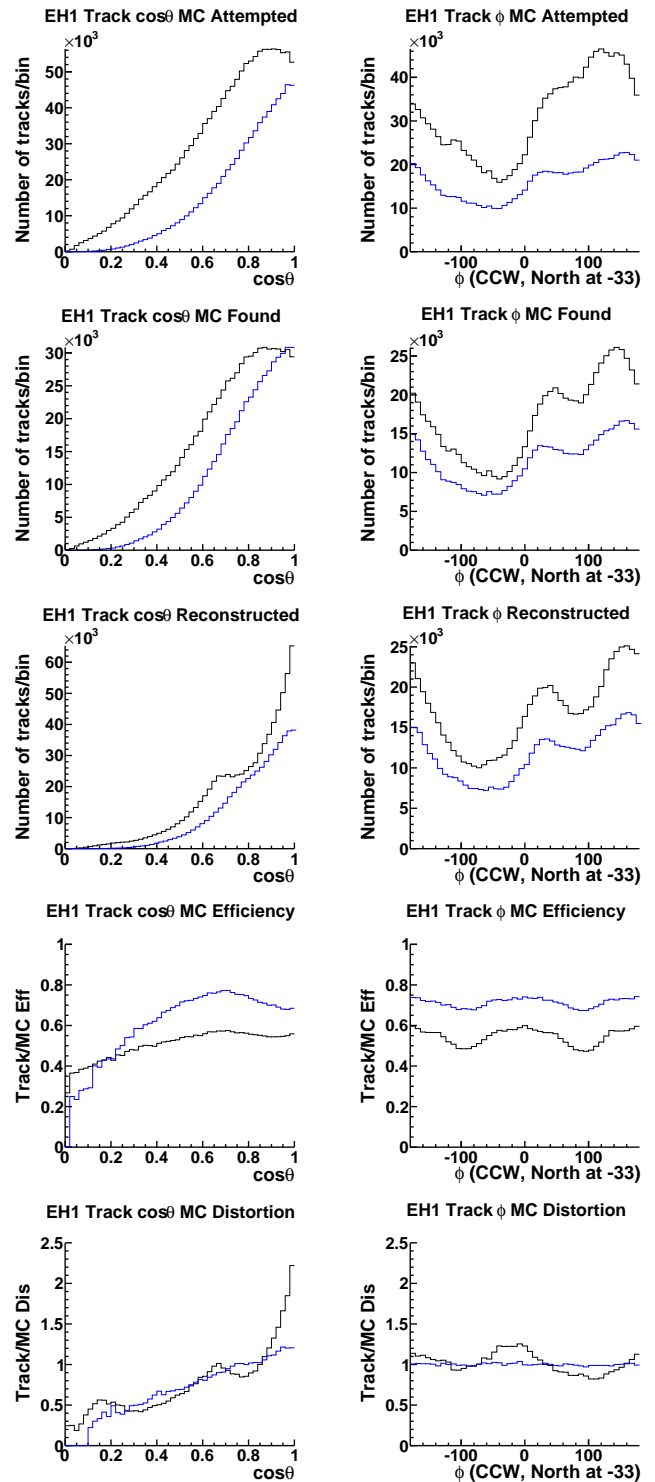 EH1 Track cosθ MC Attempted
×10³
Number of tracks/bin
50
40
30
20
10
0
0 0.2 0.4 0.6 0.8 1
cosθ
EH1 Track ϕ MC Attempted
×10³
Number of tracks/bin
40
30
20
10
0
-100 0 100
ϕ (CCW, North at -33)
EH1 Track cosθ MC Found
×10³
Number of tracks/bin
30
25
20
15
10
5
0
0 0.2 0.4 0.6 0.8 1
cosθ
EH1 Track ϕ MC Found
×10³
Number of tracks/bin
25
20
15
10
5
0
-100 0 100
ϕ (CCW, North at -33)
EH1 Track cosθ Reconstructed
×10³
Number of tracks/bin
60
50
40
30
20
10
0
0 0.2 0.4 0.6 0.8 1
cosθ
EH1 Track ϕ Reconstructed
×10³
Number of tracks/bin
25
20
15
10
5
0
-100 0 100
ϕ (CCW, North at -33)
EH1 Track cosθ MC Efficiency
Track/MC Eff
1
0.8
0.6
0.4
0.2
0
0 0.2 0.4 0.6 0.8 1
cosθ
EH1 Track ϕ MC Efficiency
Track/MC Eff
1
0.8
0.6
0.4
0.2
0
-100 0 100
ϕ (CCW, North at -33)
EH1 Track cosθ MC Distortion
Track/MC Dis
2.5
2
1.5
1
0.5
0
0 0.2 0.4 0.6 0.8 1
cosθ
EH1 Track ϕ MC Distortion
Track/MC Dis
2.5
2
1.5
1
0.5
0
-100 0 100
ϕ (CCW, North at -33)